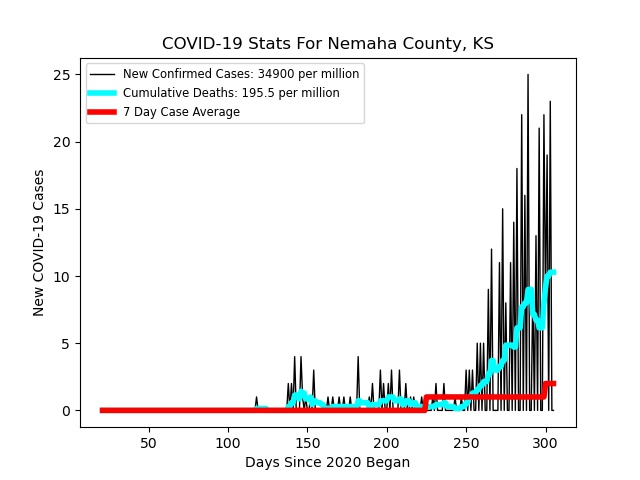 COVID-19 Stats For Nemaha County, KS
New Confirmed Cases: 34900 per million
Cumulative Deaths: 195.5 per million
7 Day Case Average
New COVID-19 Cases
25
20
15
10
5
0
50 100 150 200 250 300
Days Since 2020 Began